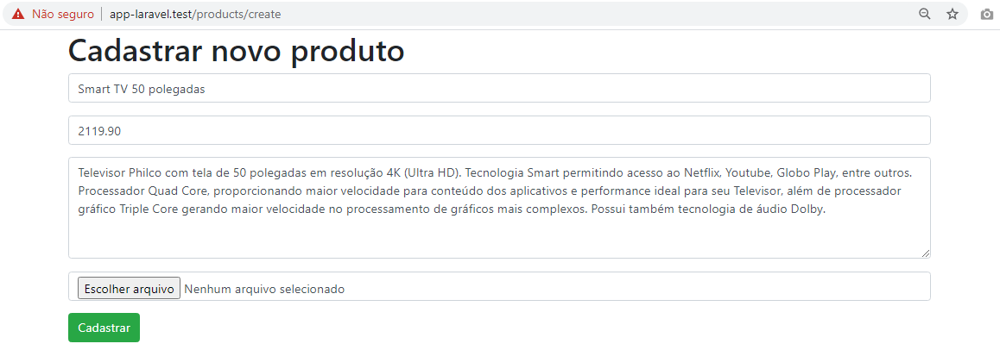 Não seguro app-laravel.test/products/create
Cadastrar novo produto
Smart TV 50 polegadas
2119.90
Televisor Philco com tela de 50 polegadas em resolução 4K (Ultra HD). Tecnologia Smart permitindo acesso ao Netflix, Youtube, Globo Play, entre outros.
Processador Quad Core, proporcionando maior velocidade para conteúdo dos aplicativos e performance ideal para seu Televisor, além de processador
gráfico Triple Core gerando maior velocidade no processamento de gráficos mais complexos. Possui também tecnologia de áudio Dolby.
Escolher arquivo Nenhum arquivo selecionado
Cadastrar